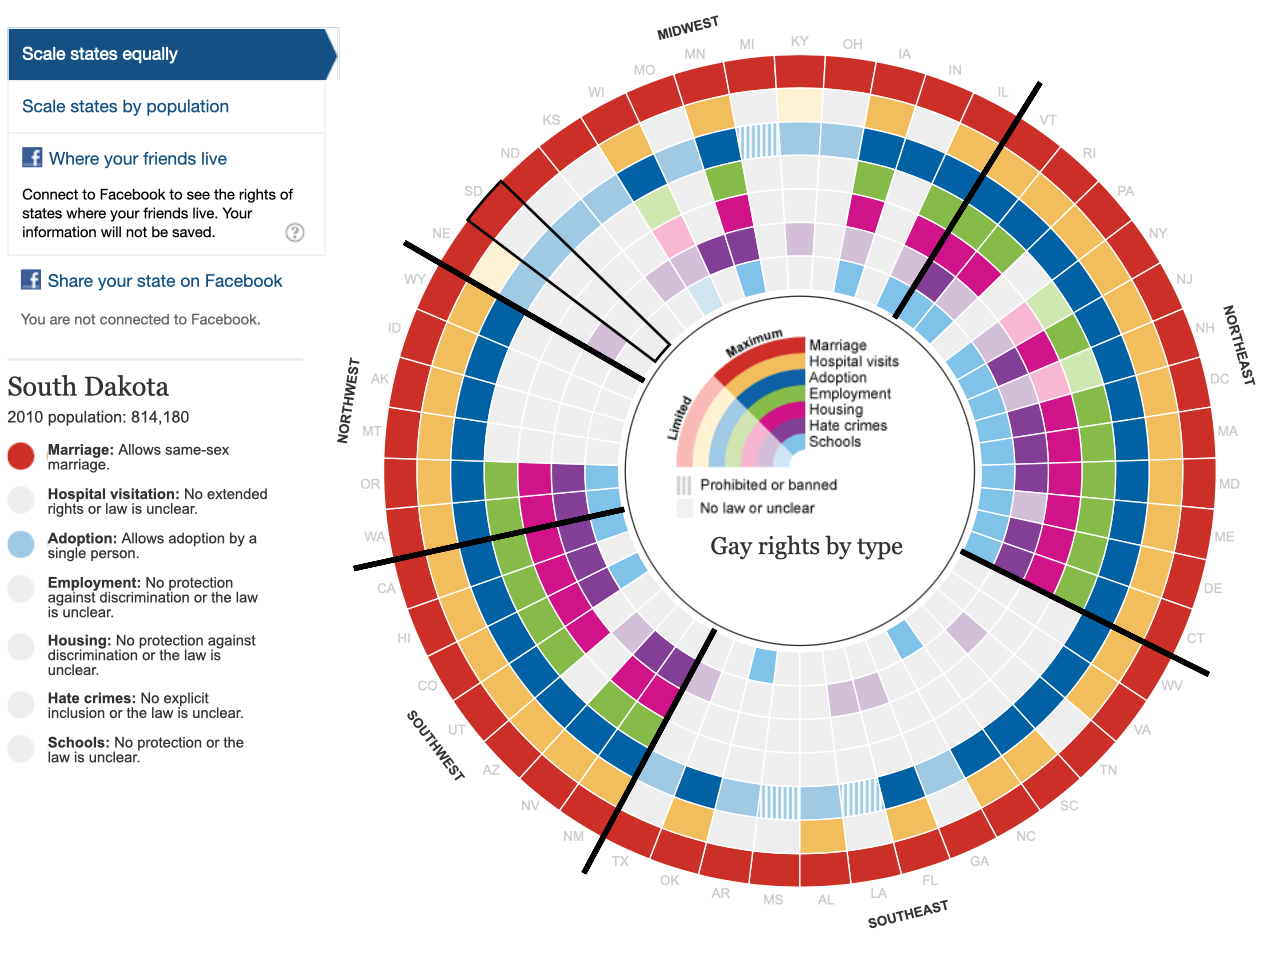 Scale states equally
Scale states by population
Where your friends live
Connect to Facebook to see the rights of
states where your friends live. Your
information will not be saved.
?
Share your state on Facebook
You are not connected to Facebook.
South Dakota
2010 population: 814,180
Marriage: Allows same-sex
marriage.
Hospital visitation: No extended
rights or law is unclear.
Adoption: Allows adoption by a
single person.
Employment: No protection
against discrimination or the law
is unclear.
Housing: No protection against
discrimination or the law is
unclear.
Hate crimes: No explicit
inclusion or the law is unclear.
Schools: No protection or the
law is unclear.
MIDWEST
NE
SD
ND
KS
WI
MO
MN
MI
KY
OH
IA
IN
IL
NORTHEAST
VT
RI
PA
NY
NJ
NH
DC
MA
MD
ME
DE
CT
SOUTHEAST
WV
VA
TN
SC
NC
GA
FL
LA
AL
MS
AR
OK
TX
SOUTHWEST
NM
NV
AZ
UT
CO
HI
CA
NORTHWEST
WA
OR
MT
AK
ID
WY
Maximum
Limited
Marriage
Hospital visits
Adoption
Employment
Housing
Hate crimes
Schools
Prohibited or banned
No law or unclear
Gay rights by type